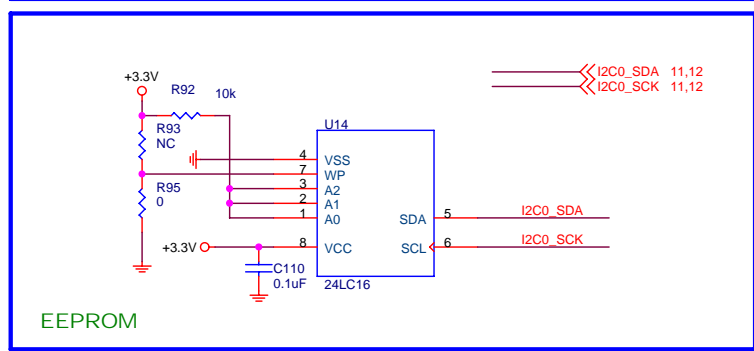 I2C0_SDA 11,12
I2C0_SCK 11,12
+3.3V
R92 10k
U14
R93
NC
4 VSS
7 WP
R95
0
3 A2
2 A1
1 A0
SDA 5 I2C0_SDA
+3.3V 8 VCC
SCL 6 I2C0_SCK
C110
0.1uF
24LC16
EEPROM